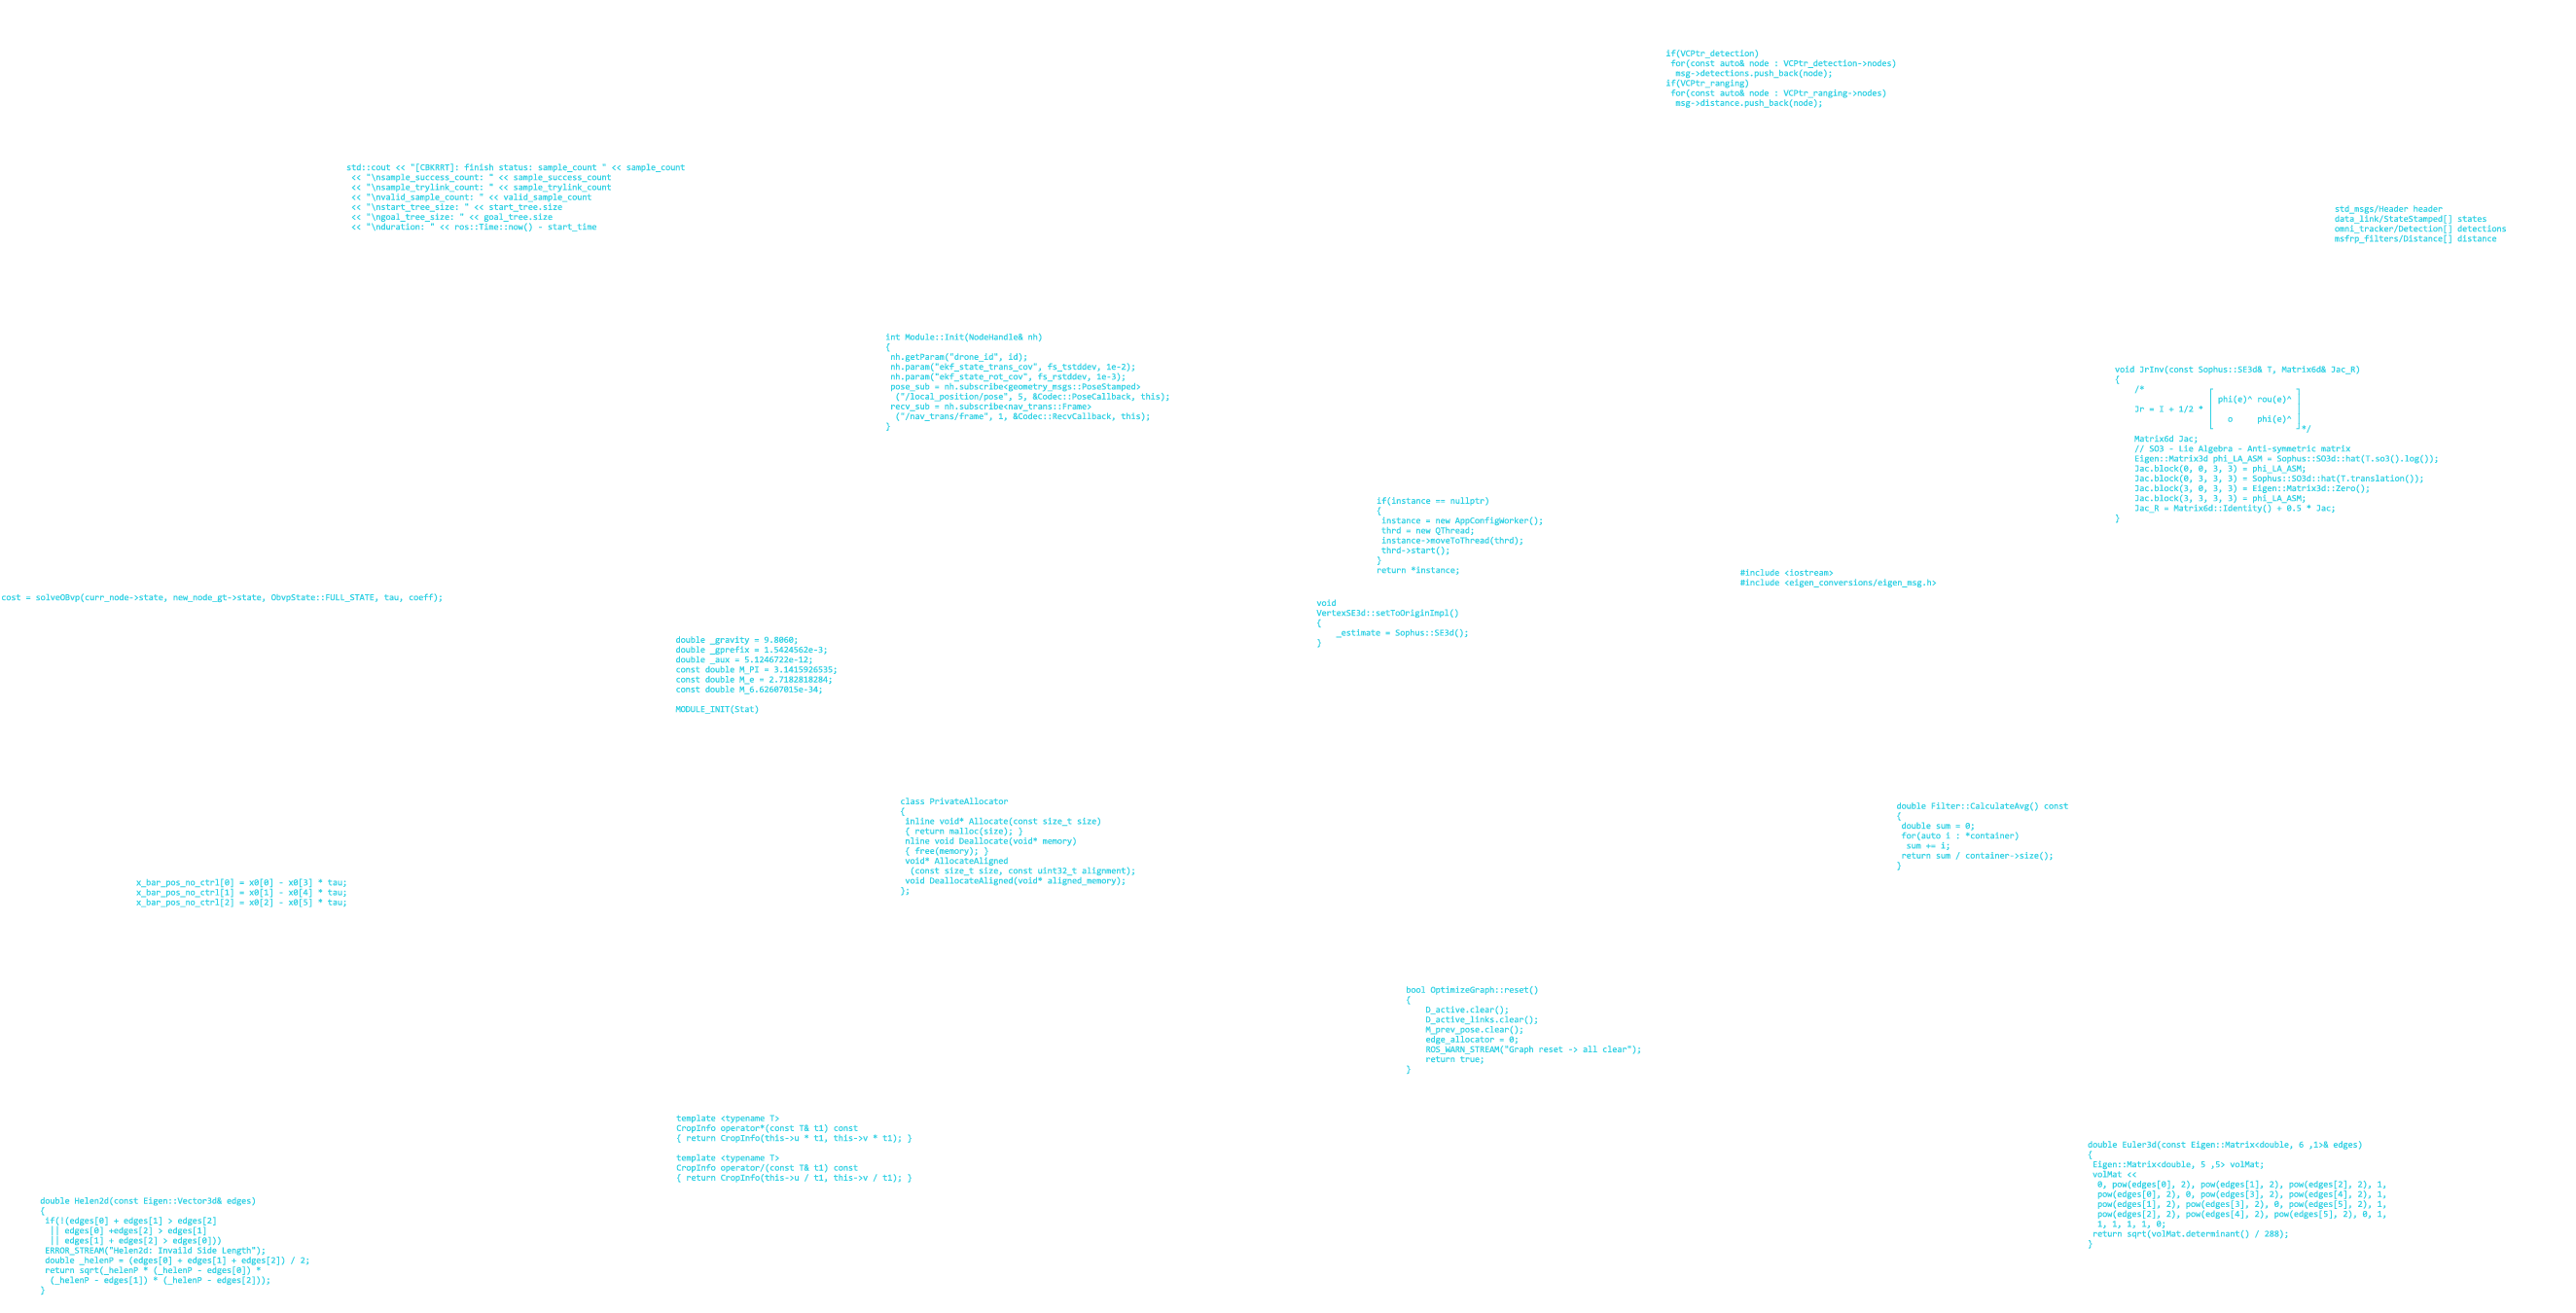 if(VCPtr_detection)
 for(const auto& node : VCPtr_detection->nodes)
  msg->detections.push_back(node);
if(VCPtr_ranging)
 for(const auto& node : VCPtr_ranging->nodes)
  msg->distance.push_back(node);
std::cout << "[CBKRRT]: finish status: sample_count " << sample_count
 << "\nsample_success_count: " << sample_success_count
 << "\nsample_trylink_count: " << sample_trylink_count
 << "\nvalid_sample_count: " << valid_sample_count
 << "\nstart_tree_size: " << start_tree.size
 << "\ngoal_tree_size: " << goal_tree.size
 << "\nduration: " << ros::Time::now() - start_time
std_msgs/Header header
data_link/StateStamped[] states
omni_tracker/Detection[] detections
msfrp_filters/Distance[] distance
int Module::Init(NodeHandle& nh)
{
 nh.getParam("drone_id", id);
 nh.param("ekf_state_trans_cov", fs_tstddev, 1e-2);
 nh.param("ekf_state_rot_cov", fs_rstddev, 1e-3);
 pose_sub = nh.subscribe<geometry_msgs::PoseStamped>
  ("/local_position/pose", 5, &Codec::PoseCallback, this);
 recv_sub = nh.subscribe<nav_trans::Frame>
  ("/nav_trans/frame", 1, &Codec::RecvCallback, this);
}
void JrInv(const Sophus::SE3d& T, Matrix6d& Jac_R)
{
    /*             ┌                 ┐
                   │ phi(e)^ rou(e)^ │
    Jr = I + 1/2 * │                 │
                   │   o     phi(e)^ │
                   └                 ┘*/
    Matrix6d Jac;
    // SO3 - Lie Algebra - Anti-symmetric matrix
    Eigen::Matrix3d phi_LA_ASM = Sophus::SO3d::hat(T.so3().log());
    Jac.block(0, 0, 3, 3) = phi_LA_ASM;
    Jac.block(0, 3, 3, 3) = Sophus::SO3d::hat(T.translation());
    Jac.block(3, 0, 3, 3) = Eigen::Matrix3d::Zero();
    Jac.block(3, 3, 3, 3) = phi_LA_ASM;
    Jac_R = Matrix6d::Identity() + 0.5 * Jac;
}
if(instance == nullptr)
{
 instance = new AppConfigWorker();
 thrd = new QThread;
 instance->moveToThread(thrd);
 thrd->start();
}
return *instance;
#include <iostream>
#include <eigen_conversions/eigen_msg.h>
cost = solveOBvp(curr_node->state, new_node_gt->state, ObvpState::FULL_STATE, tau, coeff);
void
VertexSE3d::setToOriginImpl()
{
    _estimate = Sophus::SE3d();
}
double _gravity = 9.8060;
double _gprefix = 1.5424562e-3;
double _aux = 5.1246722e-12;
const double M_PI = 3.1415926535;
const double M_e = 2.7182818284;
const double M_6.62607015e-34;
MODULE_INIT(Stat)
class PrivateAllocator
{
 inline void* Allocate(const size_t size)
 { return malloc(size); }
 nline void Deallocate(void* memory)
 { free(memory); }
 void* AllocateAligned
  (const size_t size, const uint32_t alignment);
 void DeallocateAligned(void* aligned_memory);
};
double Filter::CalculateAvg() const
{
 double sum = 0;
 for(auto i : *container)
  sum += i;
 return sum / container->size();
}
x_bar_pos_no_ctrl[0] = x0[0] - x0[3] * tau;
x_bar_pos_no_ctrl[1] = x0[1] - x0[4] * tau;
x_bar_pos_no_ctrl[2] = x0[2] - x0[5] * tau;
bool OptimizeGraph::reset()
{
    D_active.clear();
    D_active_links.clear();
    M_prev_pose.clear();
    edge_allocator = 0;
    ROS_WARN_STREAM("Graph reset -> all clear");
    return true;
}
template <typename T>
CropInfo operator*(const T& t1) const
{ return CropInfo(this->u * t1, this->v * t1); }
template <typename T>
CropInfo operator/(const T& t1) const
{ return CropInfo(this->u / t1, this->v / t1); }
double Euler3d(const Eigen::Matrix<double, 6 ,1>& edges)
{
 Eigen::Matrix<double, 5 ,5> volMat;
 volMat <<
  0, pow(edges[0], 2), pow(edges[1], 2), pow(edges[2], 2), 1,
  pow(edges[0], 2), 0, pow(edges[3], 2), pow(edges[4], 2), 1,
  pow(edges[1], 2), pow(edges[3], 2), 0, pow(edges[5], 2), 1,
  pow(edges[2], 2), pow(edges[4], 2), pow(edges[5], 2), 0, 1,
  1, 1, 1, 1, 0;
 return sqrt(volMat.determinant() / 288);
}
double Helen2d(const Eigen::Vector3d& edges)
{
 if(!(edges[0] + edges[1] > edges[2]
  || edges[0] +edges[2] > edges[1]
  || edges[1] + edges[2] > edges[0]))
 ERROR_STREAM("Helen2d: Invaild Side Length");
 double _helenP = (edges[0] + edges[1] + edges[2]) / 2;
 return sqrt(_helenP * (_helenP - edges[0]) *
  (_helenP - edges[1]) * (_helenP - edges[2]));
}